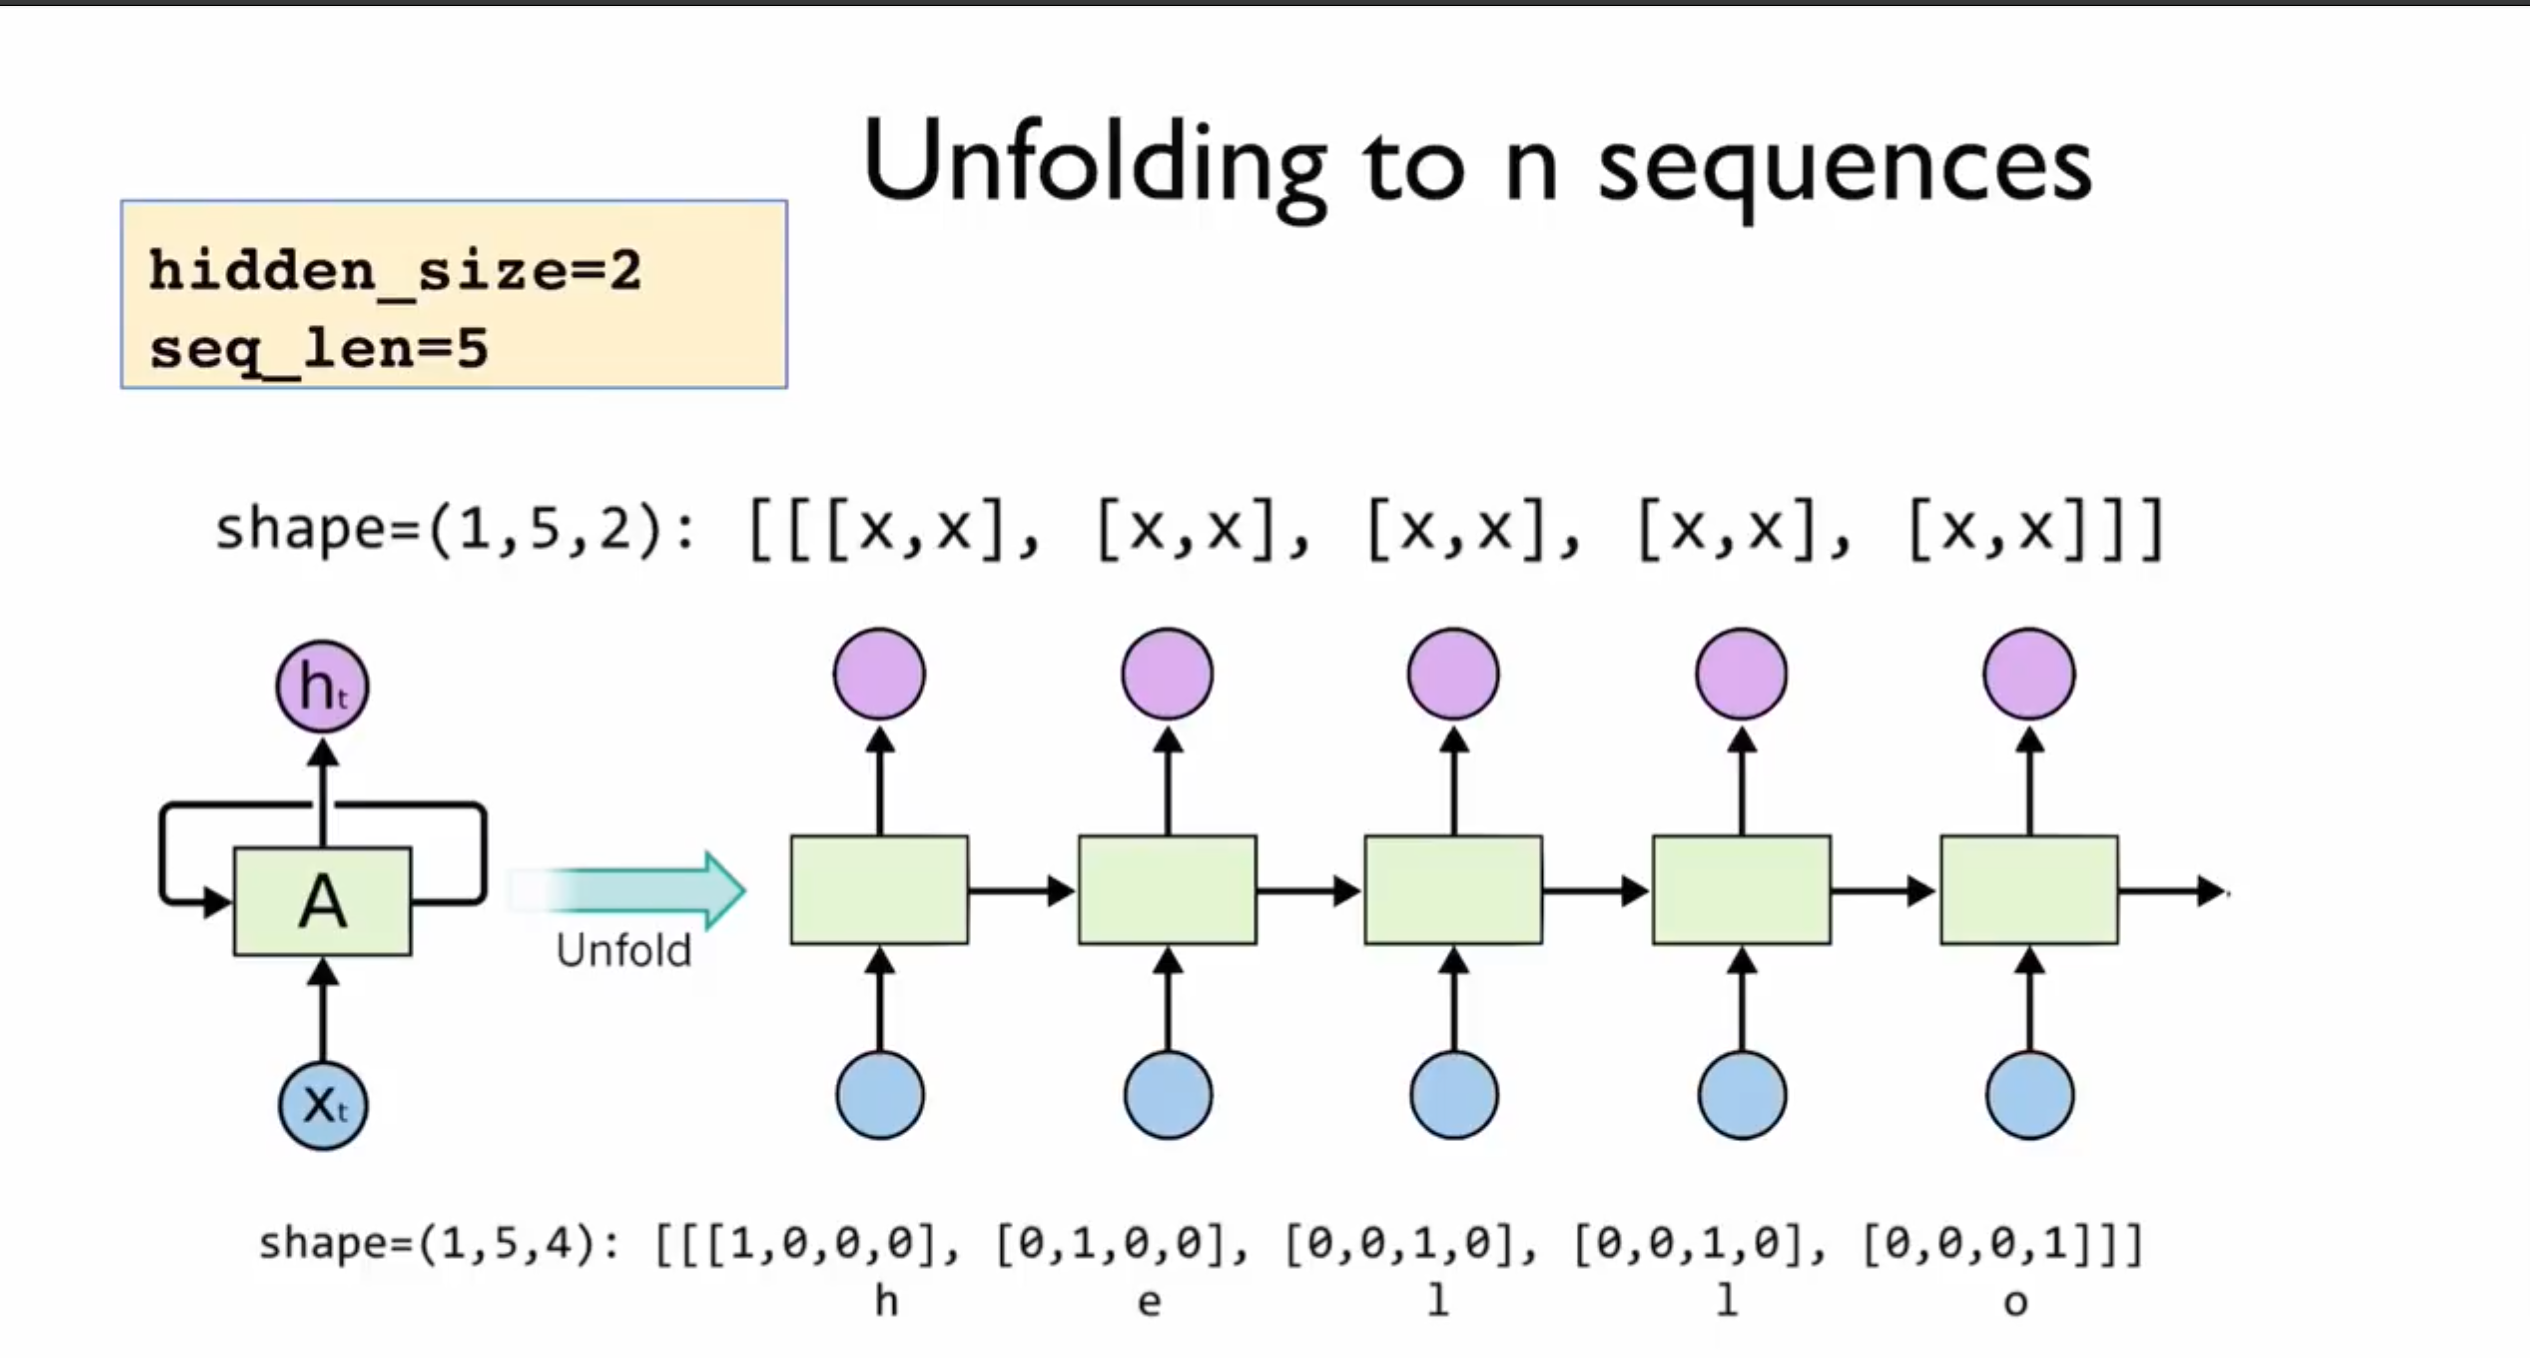 Unfolding to n sequences
hidden_size=2
seq_len=5
shape=(1,5,2): [[[x,x], [x,x], [x,x], [x,x], [x,x]]]
ht
A
Unfold
Xt
shape=(1,5,4): [[[1,0,0,0], [0,1,0,0], [0,0,1,0], [0,0,1,0], [0,0,0,1]]]
h e l l o